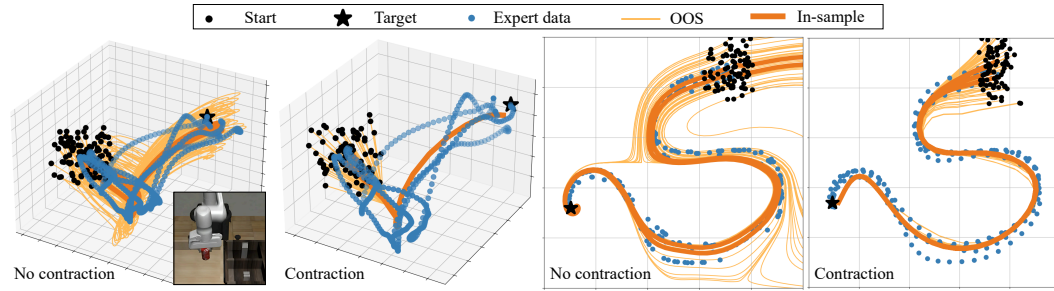 Start Target Expert data OOS In-sample
No contraction Contraction No contraction Contraction